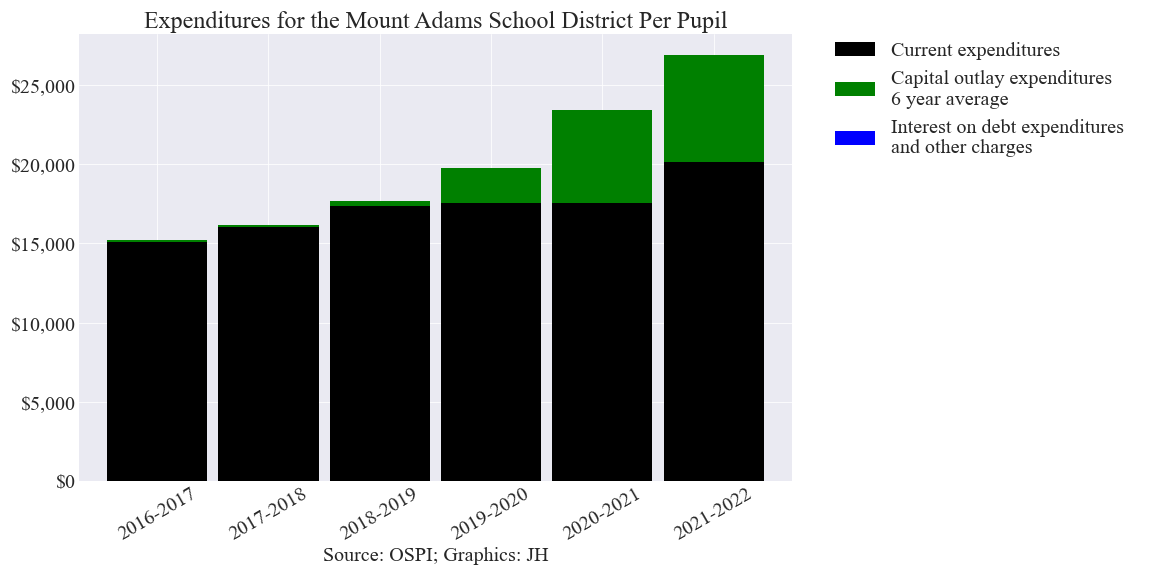 Expenditures for the Mount Adams School District Per Pupil
Current expenditures
Capital outlay expenditures
6 year average
Interest on debt expenditures
and other charges
$25,000
$20,000
$15,000
$10,000
$5,000
$0
2016-2017
2017-2018
2018-2019
2019-2020
2020-2021
2021-2022
Source: OSPI; Graphics: JH